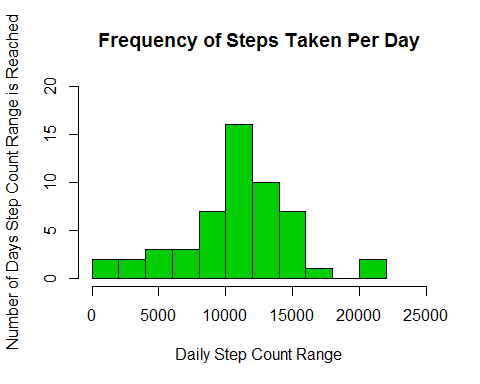 Frequency of Steps Taken Per Day
Number of Days Step Count Range is Reached
20
15
10
5
0
0 5000 10000 15000 20000 25000
Daily Step Count Range